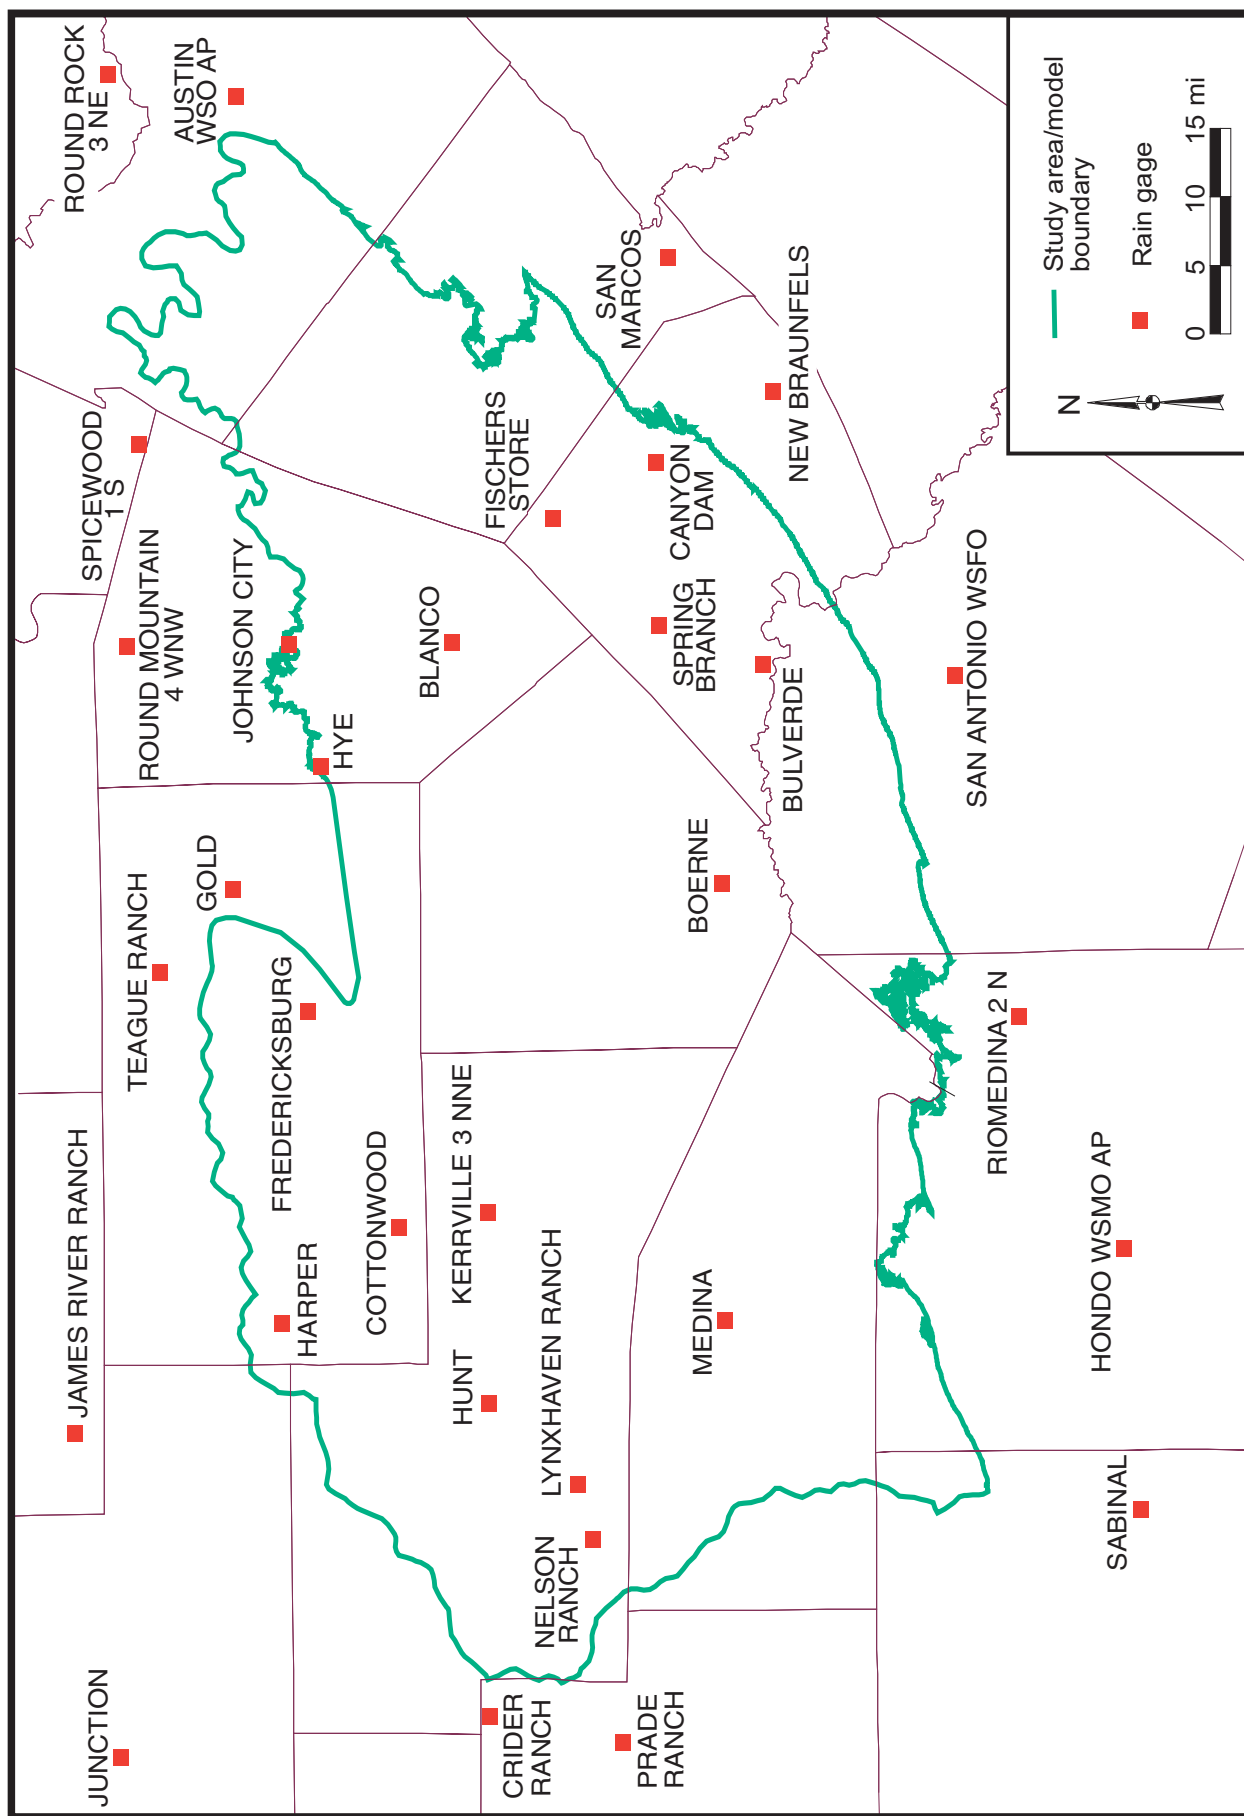 JUNCTION
JAMES RIVER RANCH
TEAGUE RANCH
GOLD
ROUND MOUNTAIN
4 WNW
SPICEWOOD
1 S
ROUND ROCK
3 NE
AUSTIN
WSO AP
JOHNSON CITY
HYE
FREDERICKSBURG
HARPER
COTTONWOOD
BLANCO
KERRVILLE 3 NNE
HUNT
FISCHERS
STORE
CRIDER
RANCH
NELSON
RANCH
LYNXHAVEN RANCH
SAN
MARCOS
PRADE
RANCH
MEDINA
BOERNE
SPRING
BRANCH
CANYON
DAM
BULVERDE
NEW BRAUNFELS
SAN ANTONIO WSFO
RIOMEDINA 2 N
HONDO WSMO AP
SABINAL
Study area/model
boundary
Rain gage
N
0 5 10 15 mi